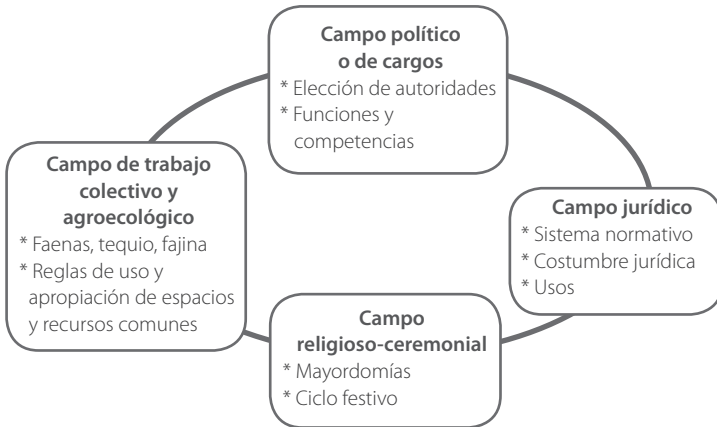 Campo político
o de cargos
* Elección de autoridades
* Funciones y
competencias
Campo de trabajo
colectivo y
agroecológico
* Faenas, tequio, fajina
* Reglas de uso y
apropiación de espacios
y recursos comunes
Campo jurídico
* Sistema normativo
* Costumbre jurídica
* Usos
Campo
religioso-ceremonial
* Mayordomías
* Ciclo festivo